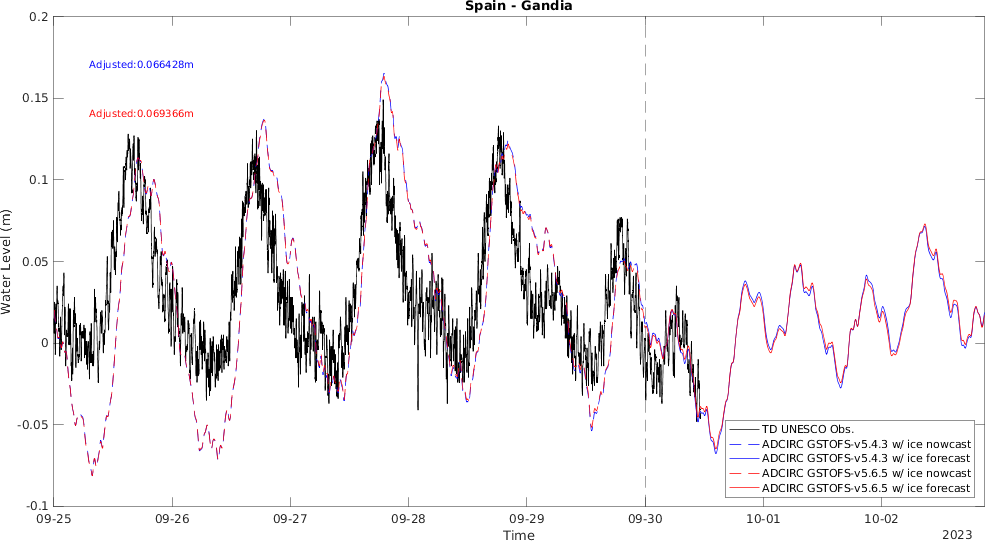 Spain - Gandia
0.2
Adjusted:0.066428m
0.15
Adjusted:0.069366m
0.1
Water Level (m)
0.05
0
-0.05
-0.1
TD UNESCO Obs.
ADCIRC GSTOFS-v5.4.3 w/ ice nowcast
ADCIRC GSTOFS-v5.4.3 w/ ice forecast
ADCIRC GSTOFS-v5.6.5 w/ ice nowcast
ADCIRC GSTOFS-v5.6.5 w/ ice forecast
09-25 09-26 09-27 09-28 09-29 09-30 10-01 10-02
Time
2023